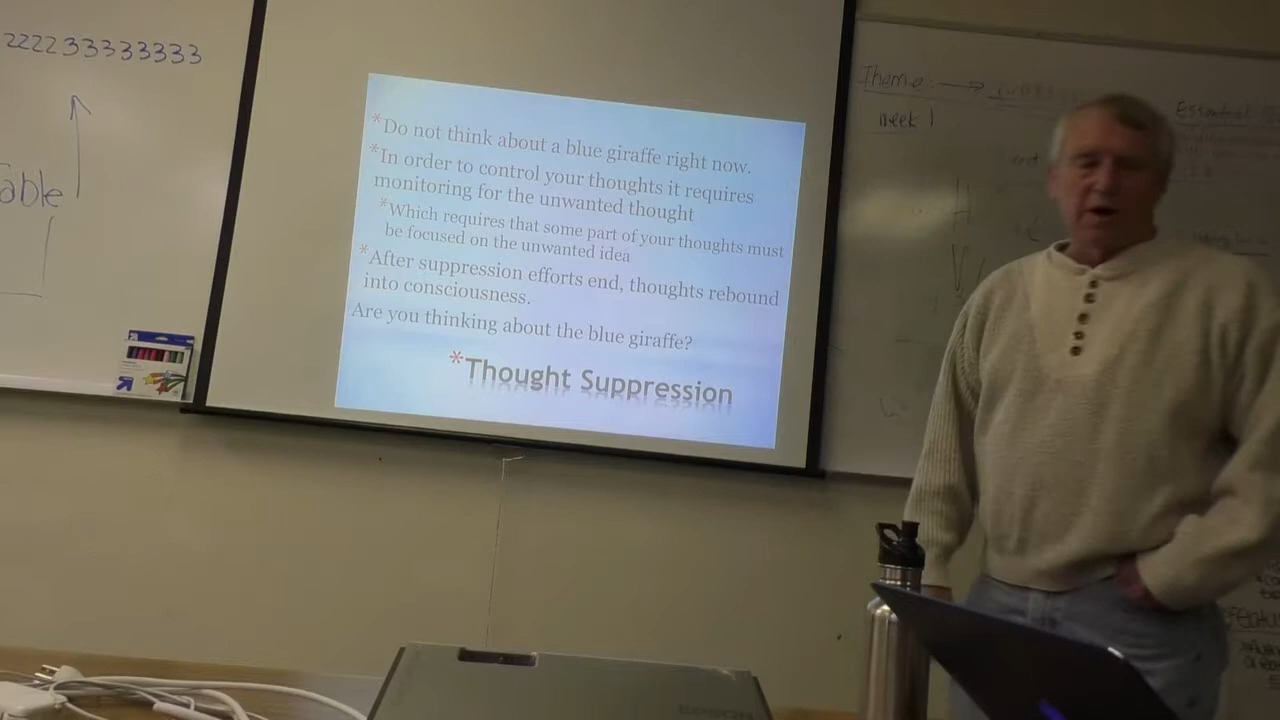 222233333333
able
*Do not think about a blue giraffe right now.
*In order to control your thoughts it requires
monitoring for the unwanted thought
*Which requires that some part of your thoughts must
be focused on the unwanted idea
*After suppression efforts end, thoughts rebound
into consciousness.
Are you thinking about the blue giraffe?
*Thought Suppression
Theme
week 1
Essential